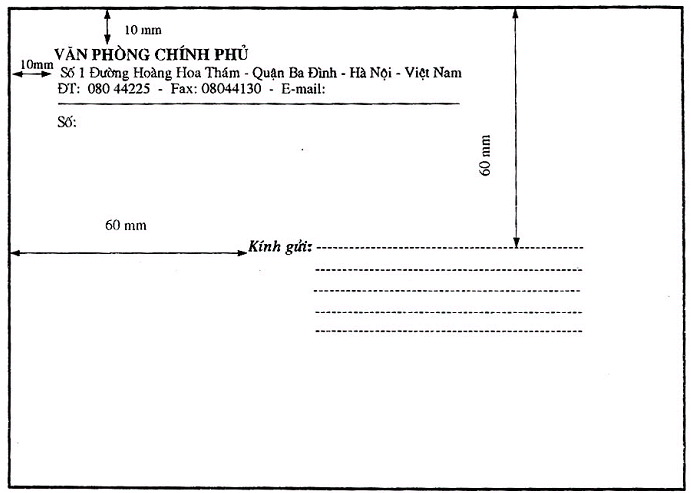 10 mm
VĂN PHÒNG CHÍNH PHỦ
10mm
Số 1 Đường Hoàng Hoa Thám - Quận Ba Đình - Hà Nội - Việt Nam
ĐT: 080 44225 - Fax: 08044130 - E-mail:
Số:
60 mm
60 mm
Kính gửi: